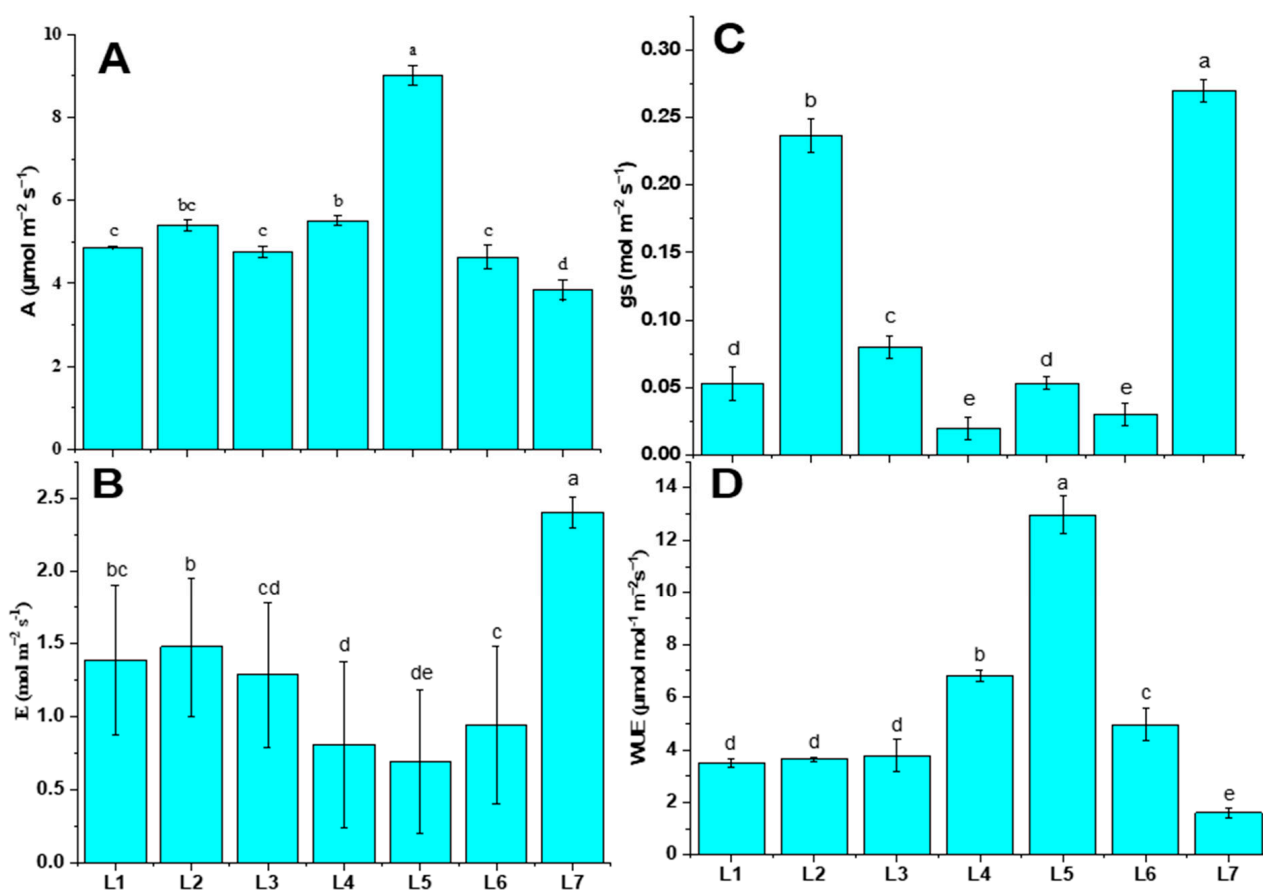 A
A (µmol m⁻² s⁻¹)
10
8
6
4
2
0
c
bc
c
b
a
c
d
C
gs (mol m⁻² s⁻¹)
0.30
0.25
0.20
0.15
0.10
0.05
0.00
d
b
c
e
d
e
a
B
E (mol m⁻² s⁻¹)
2.5
2.0
1.5
1.0
0.5
0.0
bc
b
cd
d
de
c
a
L1 L2 L3 L4 L5 L6 L7
D
WUE (µmol mol⁻¹ m⁻²s⁻¹)
14
12
10
8
6
4
2
0
d
d
d
b
a
c
e
L1 L2 L3 L4 L5 L6 L7